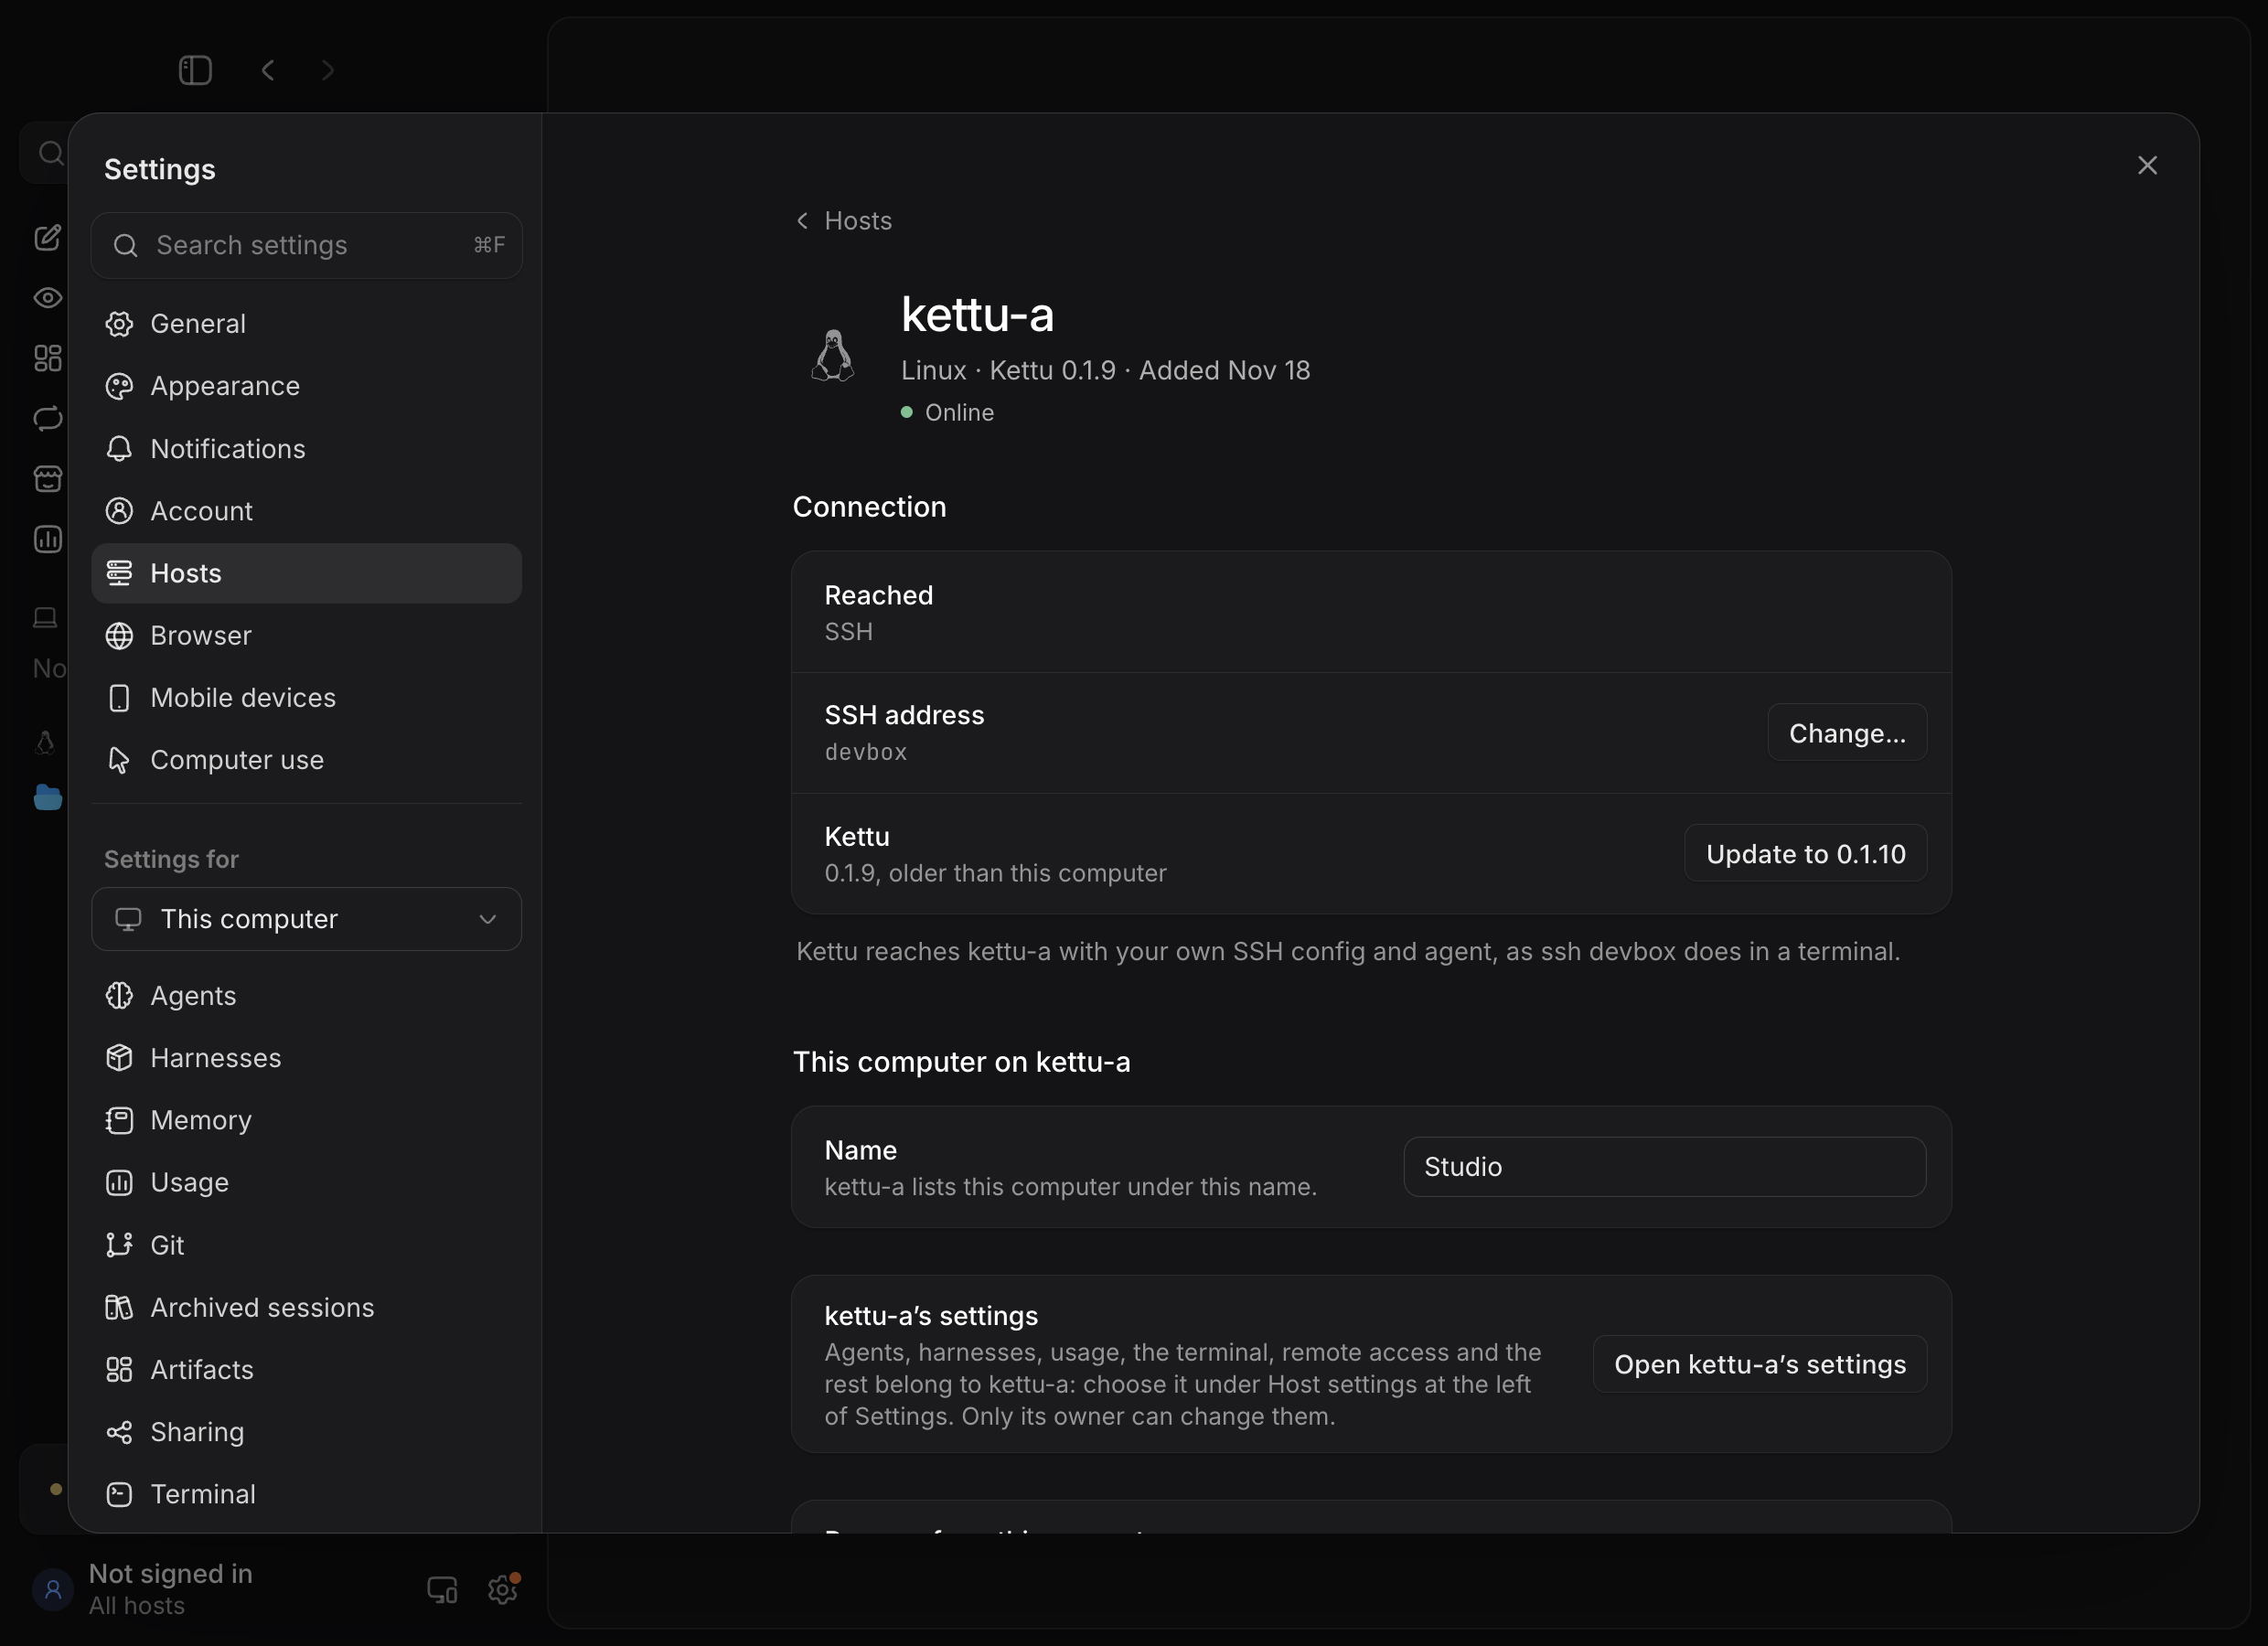 Settings
Search settings ⌘F
General
Appearance
Notifications
Account
Hosts
Browser
Mobile devices
Computer use
Settings for
This computer
Agents
Harnesses
Memory
Usage
Git
Archived sessions
Artifacts
Sharing
Terminal
No
Not signed in
All hosts
Hosts
kettu-a
Linux · Kettu 0.1.9 · Added Nov 18
Online
Connection
Reached
SSH
SSH address
devbox
Change...
Kettu
0.1.9, older than this computer
Update to 0.1.10
Kettu reaches kettu-a with your own SSH config and agent, as ssh devbox does in a terminal.
This computer on kettu-a
Name
kettu-a lists this computer under this name.
Studio
kettu-a’s settings
Agents, harnesses, usage, the terminal, remote access and the
rest belong to kettu-a: choose it under Host settings at the left
of Settings. Only its owner can change them.
Open kettu-a’s settings